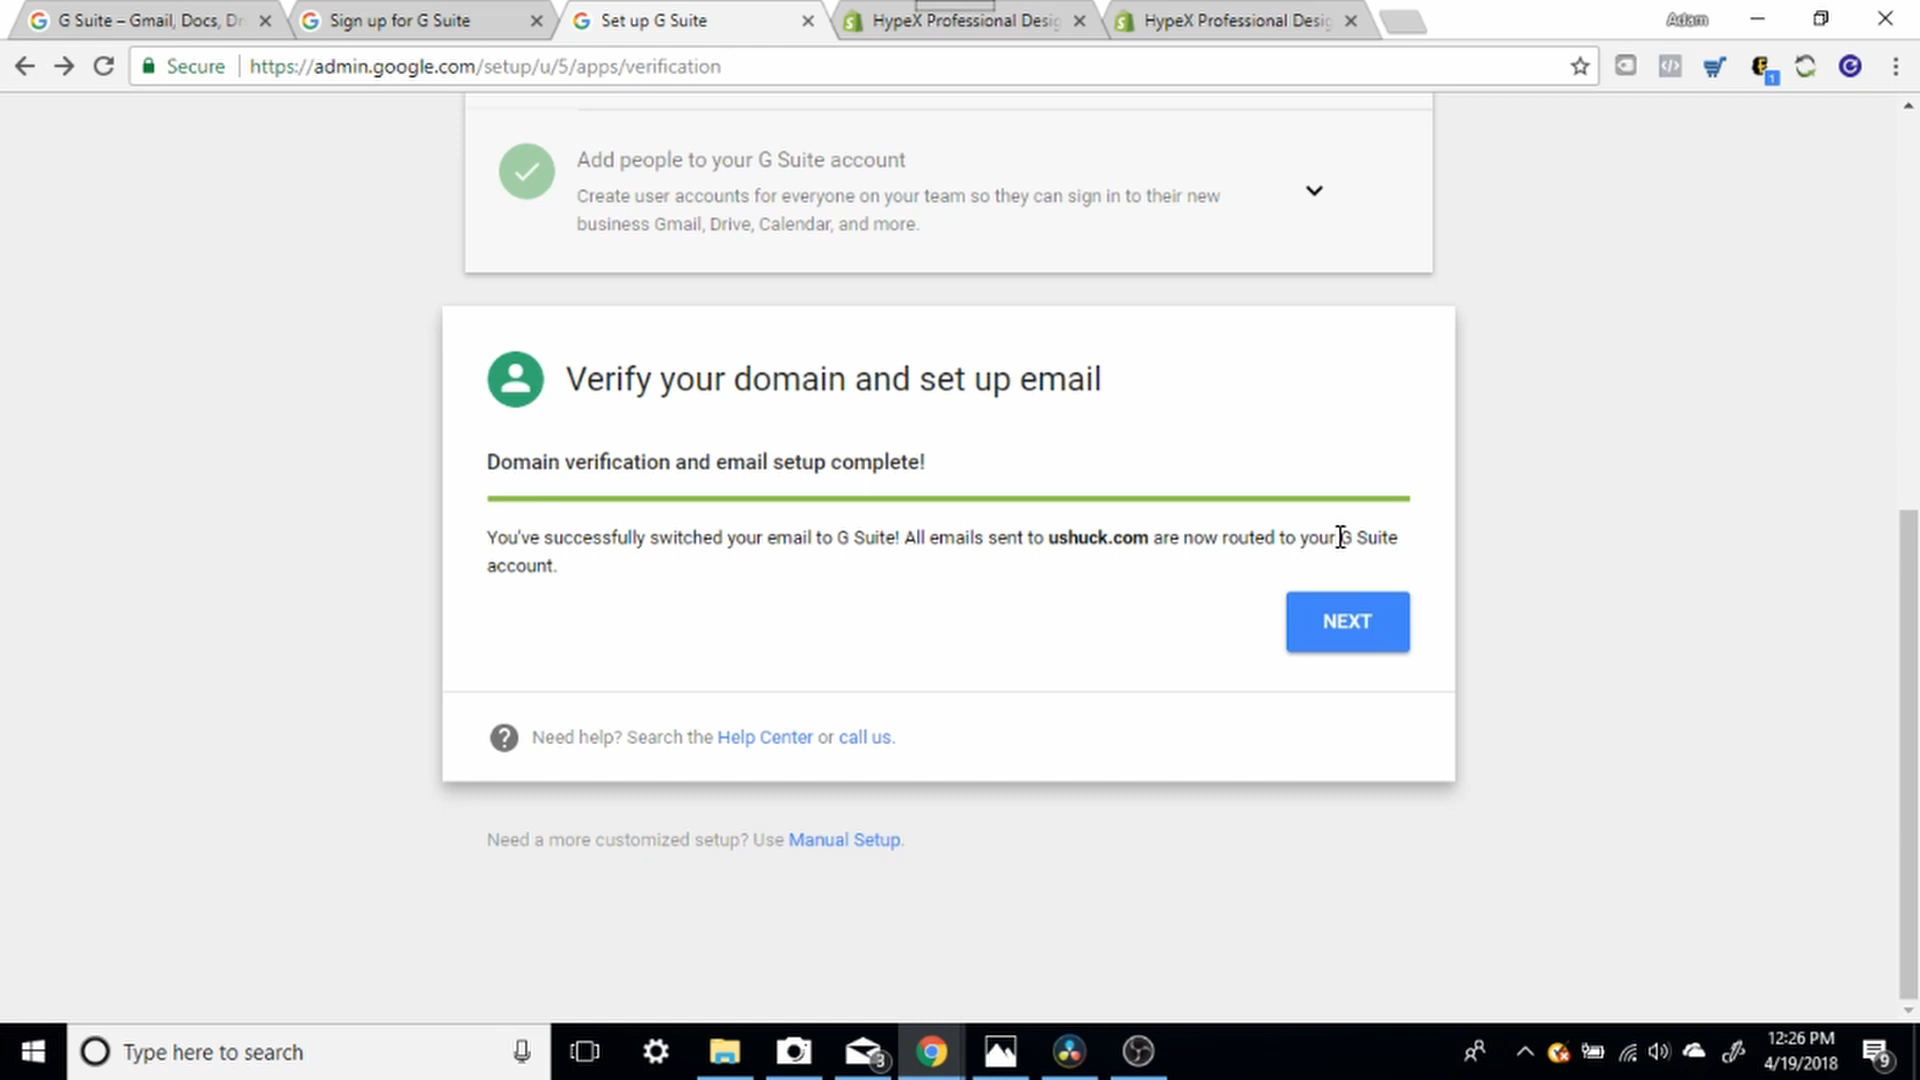 G Suite – Gmail, Docs, Dr
Sign up for G Suite
Set up G Suite
HypeX Professional Desig
HypeX Professional Desig
Adam
Secure
https://admin.google.com/setup/u/5/apps/verification
1
Add people to your G Suite account
Create user accounts for everyone on your team so they can sign in to their new
business Gmail, Drive, Calendar, and more.
Verify your domain and set up email
Domain verification and email setup complete!
You've successfully switched your email to G Suite! All emails sent to ushuck.com are now routed to your G Suite
account.
NEXT
Need help? Search the Help Center or call us.
Need a more customized setup? Use Manual Setup.
Type here to search
3
12:26 PM
4/19/2018
9